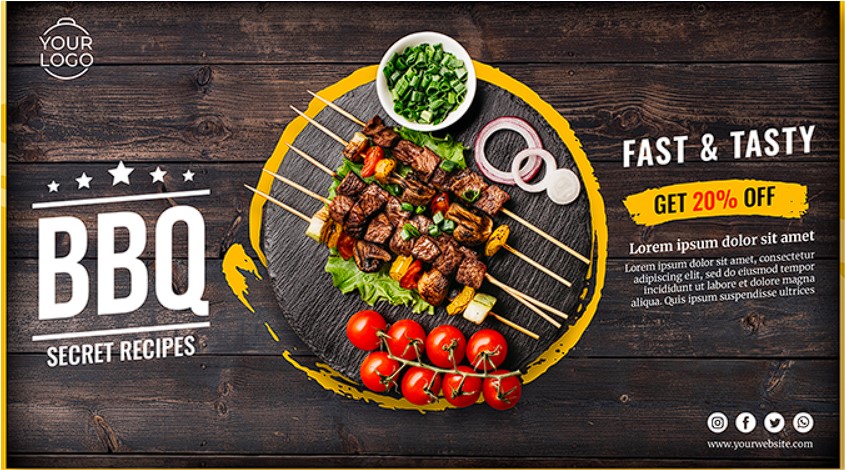 YOUR
LOGO
BBQ
SECRET RECIPES
FAST & TASTY
GET 20% OFF
Lorem ipsum dolor sit amet
Lorem ipsum dolor sit amet, consectetur
adipiscing elit, sed do eiusmod tempor
incididunt ut labore et dolore magna
aliqua. Quis ipsum suspendisse ultrices
www.yourwebsite.com